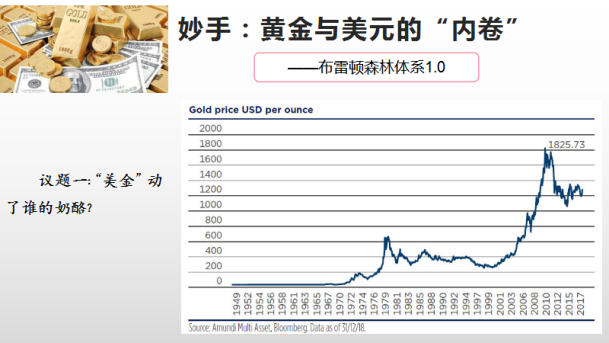 妙手：黄金与美元的“内卷”
——布雷顿森林体系1.0
议题一:“美金”动
了谁的奶酪?
Gold price USD per ounce
2000
1800
1825.73
1600
1400
1200
1000
800
600
400
200
0
1949 1952 1954 1956 1958 1961 1963 1965 1967 1970 1972 1974 1976 1979 1981 1983 1985 1988 1990 1992 1994 1997 1999 2001 2003 2006 2008 2010 2012 2015 2017
Source: Amundi Multi Asset, Bloomberg. Data as of 31/12/18.